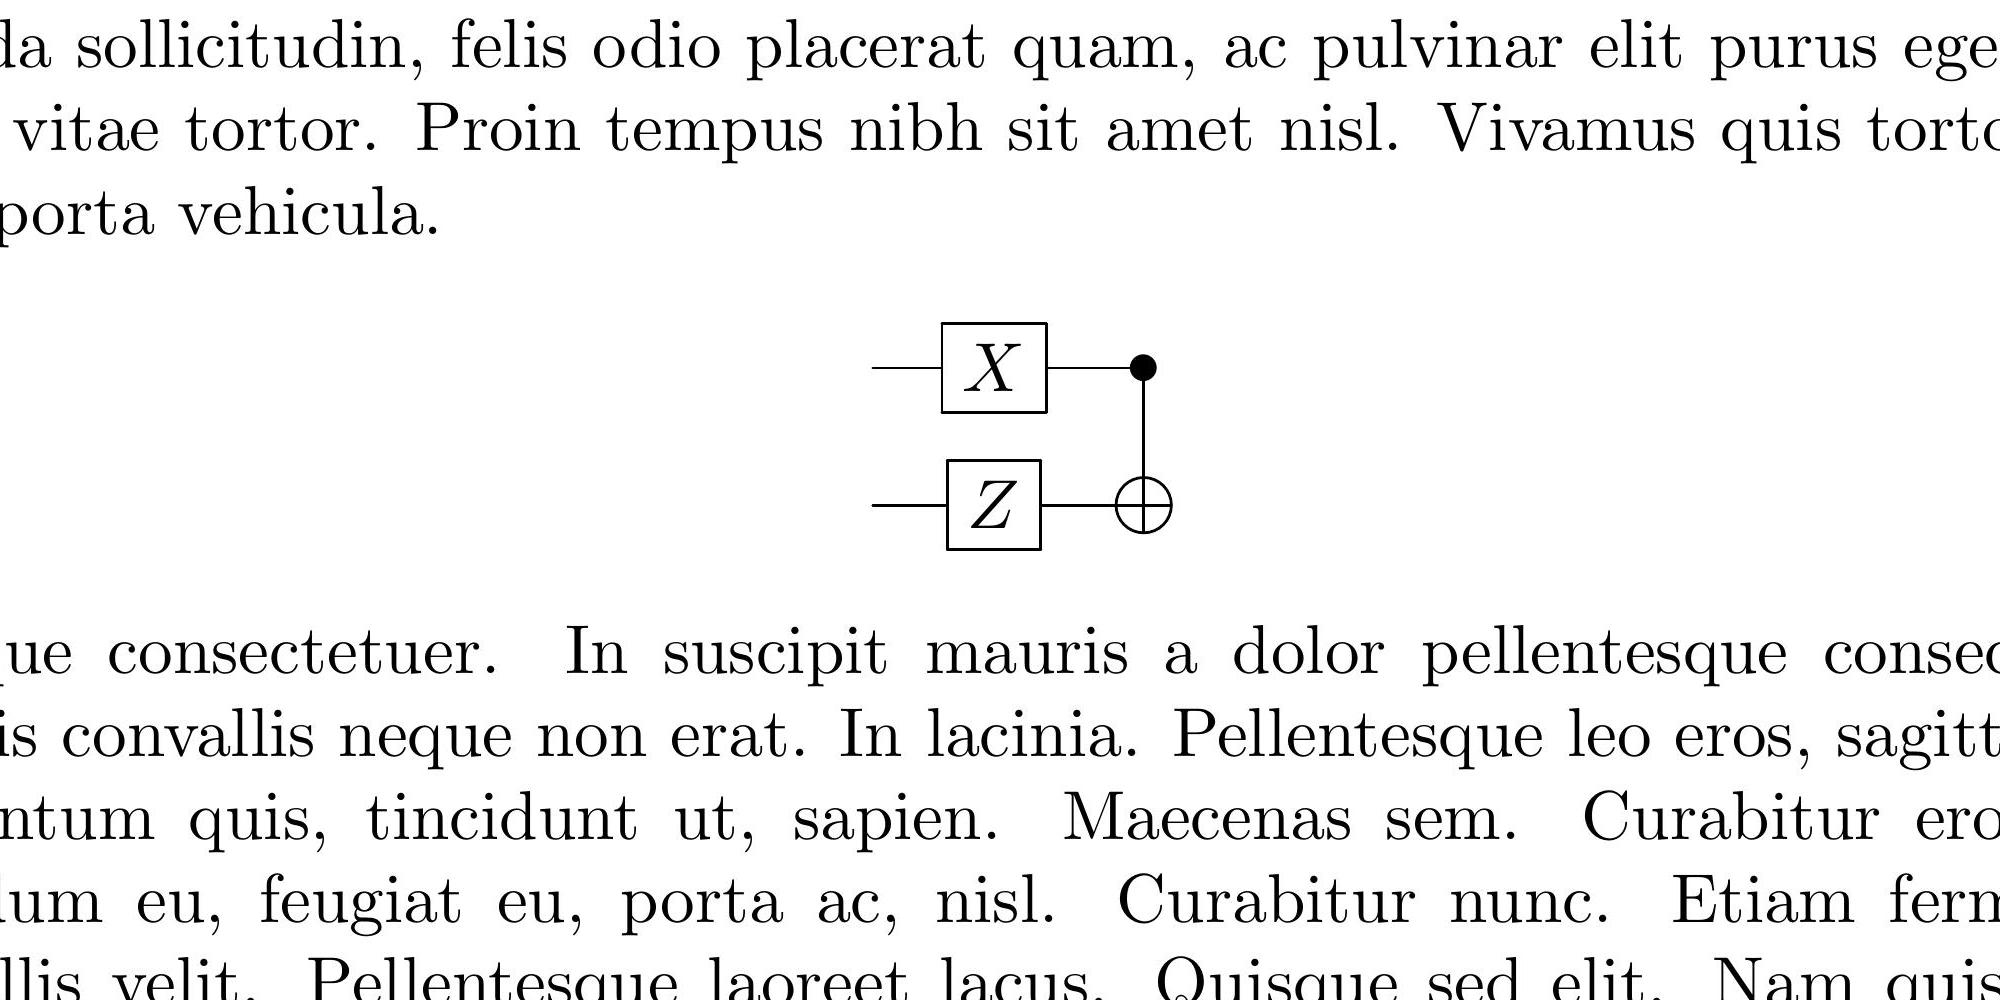 da sollicitudin, felis odio placerat quam, ac pulvinar elit purus ege
vitae tortor. Proin tempus nibh sit amet nisl. Vivamus quis torto
porta vehicula.
X
Z
ue consectetuer. In suscipit mauris a dolor pellentesque consec
is convallis neque non erat. In lacinia. Pellentesque leo eros, sagitt
ntum quis, tincidunt ut, sapien. Maecenas sem. Curabitur ero
lum eu, feugiat eu, porta ac, nisl. Curabitur nunc. Etiam ferm
llis velit. Pellentesque laoreet lacus. Quisque sed elit. Nam quis